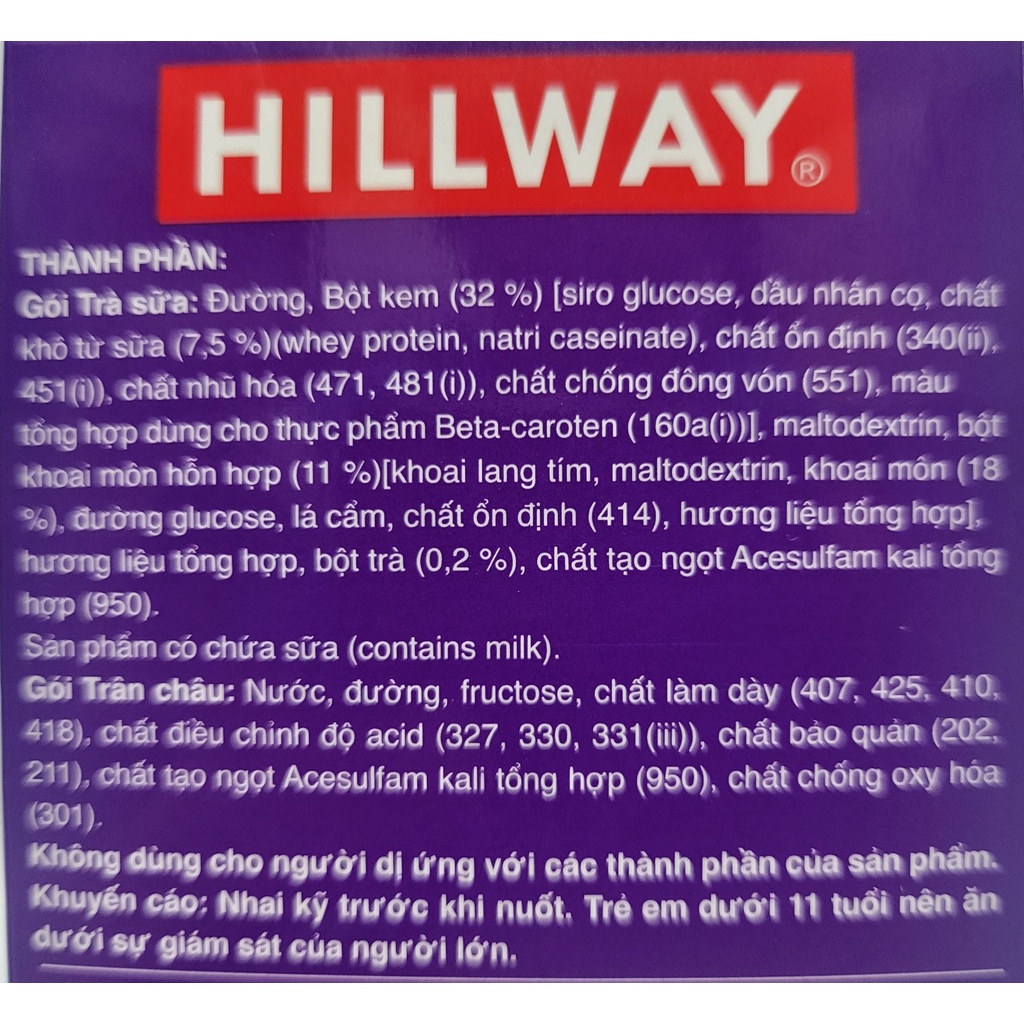 HILLWAY®
THÀNH PHẦN:
Gói Trà sữa: Đường, Bột kem (32 %) [siro glucose, dầu nhân cọ, chất
khô từ sữa (7,5 %)(whey protein, natri caseinate), chất ổn định (340(ii),
451(i)), chất nhũ hóa (471, 481(i)), chất chống đông vón (551), màu
tổng hợp dùng cho thực phẩm Beta-caroten (160a(i))], maltodextrin, bột
khoai môn hỗn hợp (11 %)[khoai lang tím, maltodextrin, khoai môn (18
%), đường glucose, lá cẩm, chất ổn định (414), hương liệu tổng hợp],
hương liệu tổng hợp, bột trà (0,2 %), chất tạo ngọt Acesulfam kali tổng
hợp (950).
Sản phẩm có chứa sữa (contains milk).
Gói Trân châu: Nước, đường, fructose, chất làm dày (407, 425, 410,
418), chất điều chỉnh độ acid (327, 330, 331(iii)), chất bảo quản (202,
211), chất tạo ngọt Acesulfam kali tổng hợp (950), chất chống oxy hóa
(301).
Không dùng cho người dị ứng với các thành phần của sản phẩm.
Khuyến cáo: Nhai kỹ trước khi nuốt. Trẻ em dưới 11 tuổi nên ăn
dưới sự giám sát của người lớn.